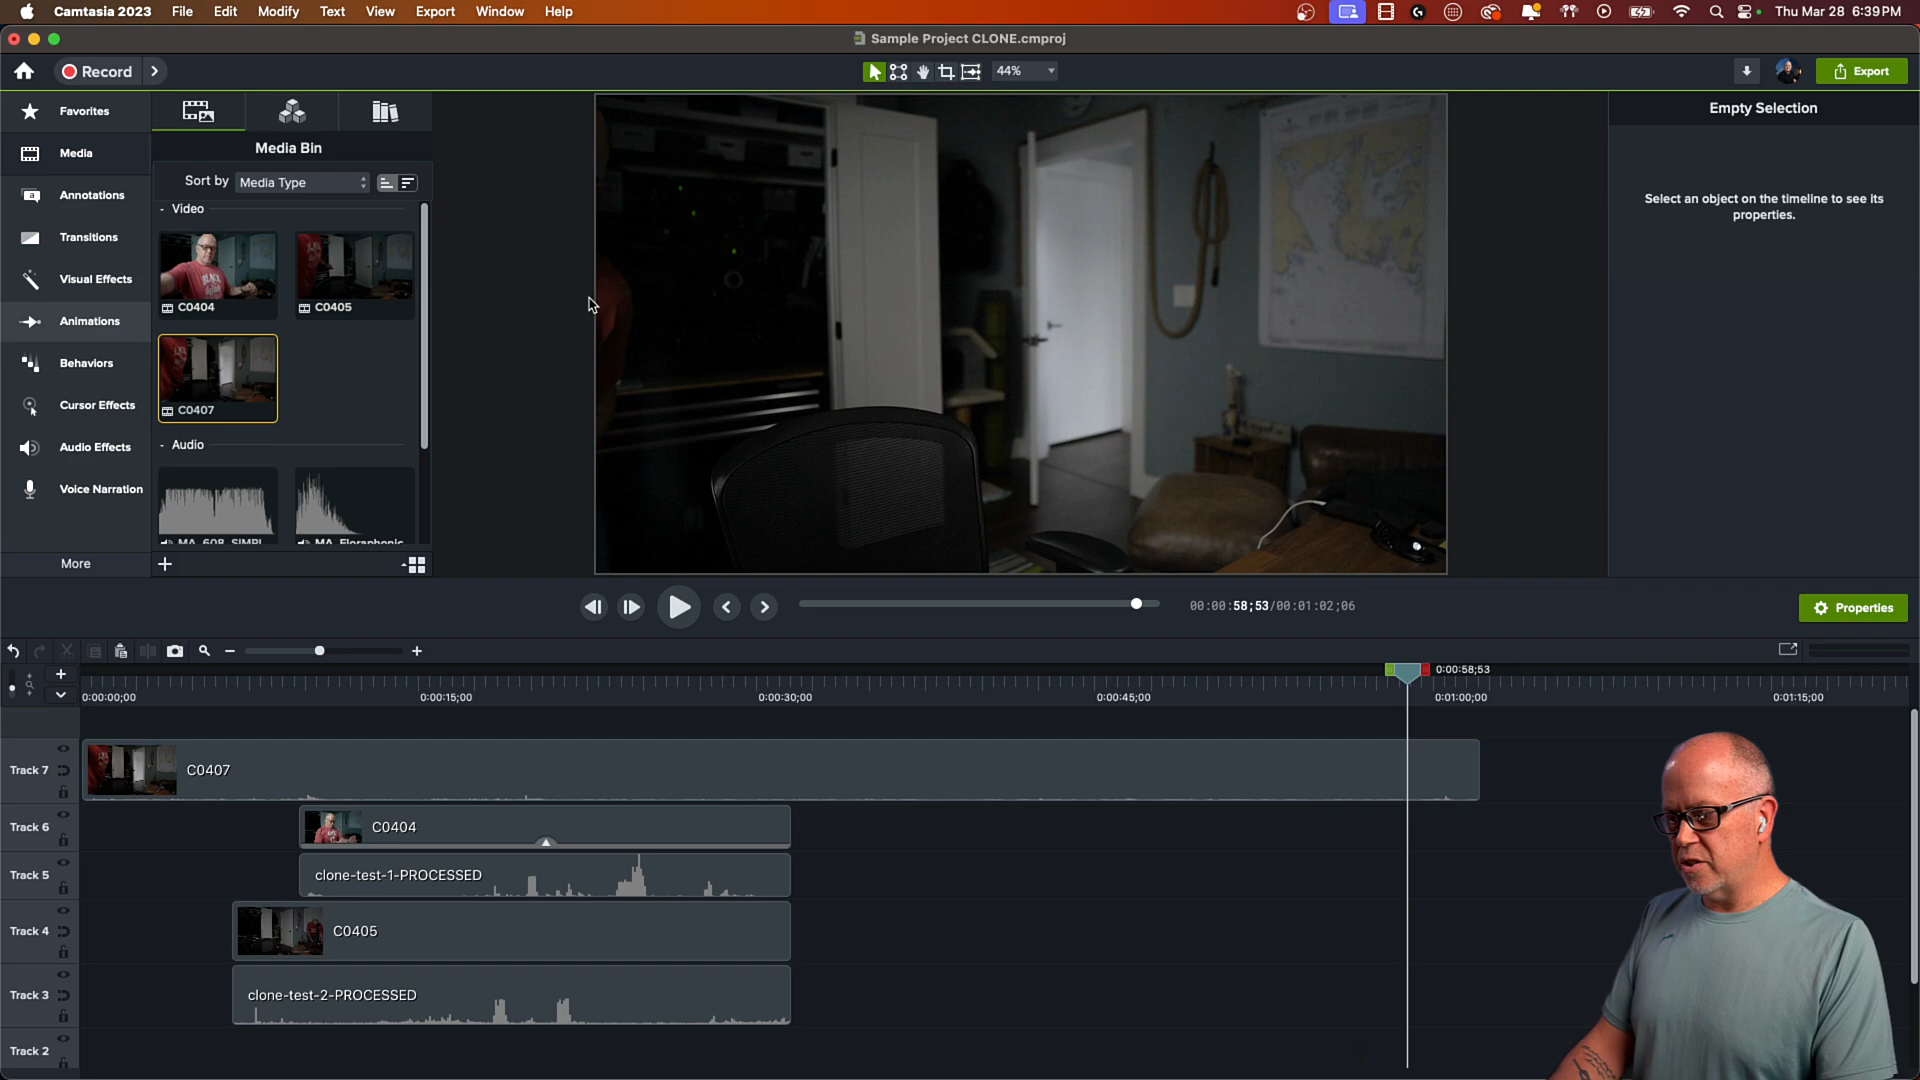 Camtasia 2023 File Edit Modify Text View Export Window Help Thu Mar 28 6:39 PM
Sample Project CLONE.cmproj
Record 44% Export
Favorites
Media
Annotations
Transitions
Visual Effects
Animations
Behaviors
Cursor Effects
Audio Effects
Voice Narration
More
Media Bin
Sort by Media Type
Video
C0404 C0405
C0407
Audio
MA_608_SIMPL MA_Floraphonic
Empty Selection
Select an object on the timeline to see its
properties.
00:00:58;53/00:01:02;06
Properties
0:00:58;53
0:00:00;00 0:00:15;00 0:00:30;00 0:00:45;00 0:01:00;00 0:01:15;00
Track 7 C0407
Track 6 C0404
Track 5 clone-test-1-PROCESSED
Track 4 C0405
Track 3 clone-test-2-PROCESSED
Track 2